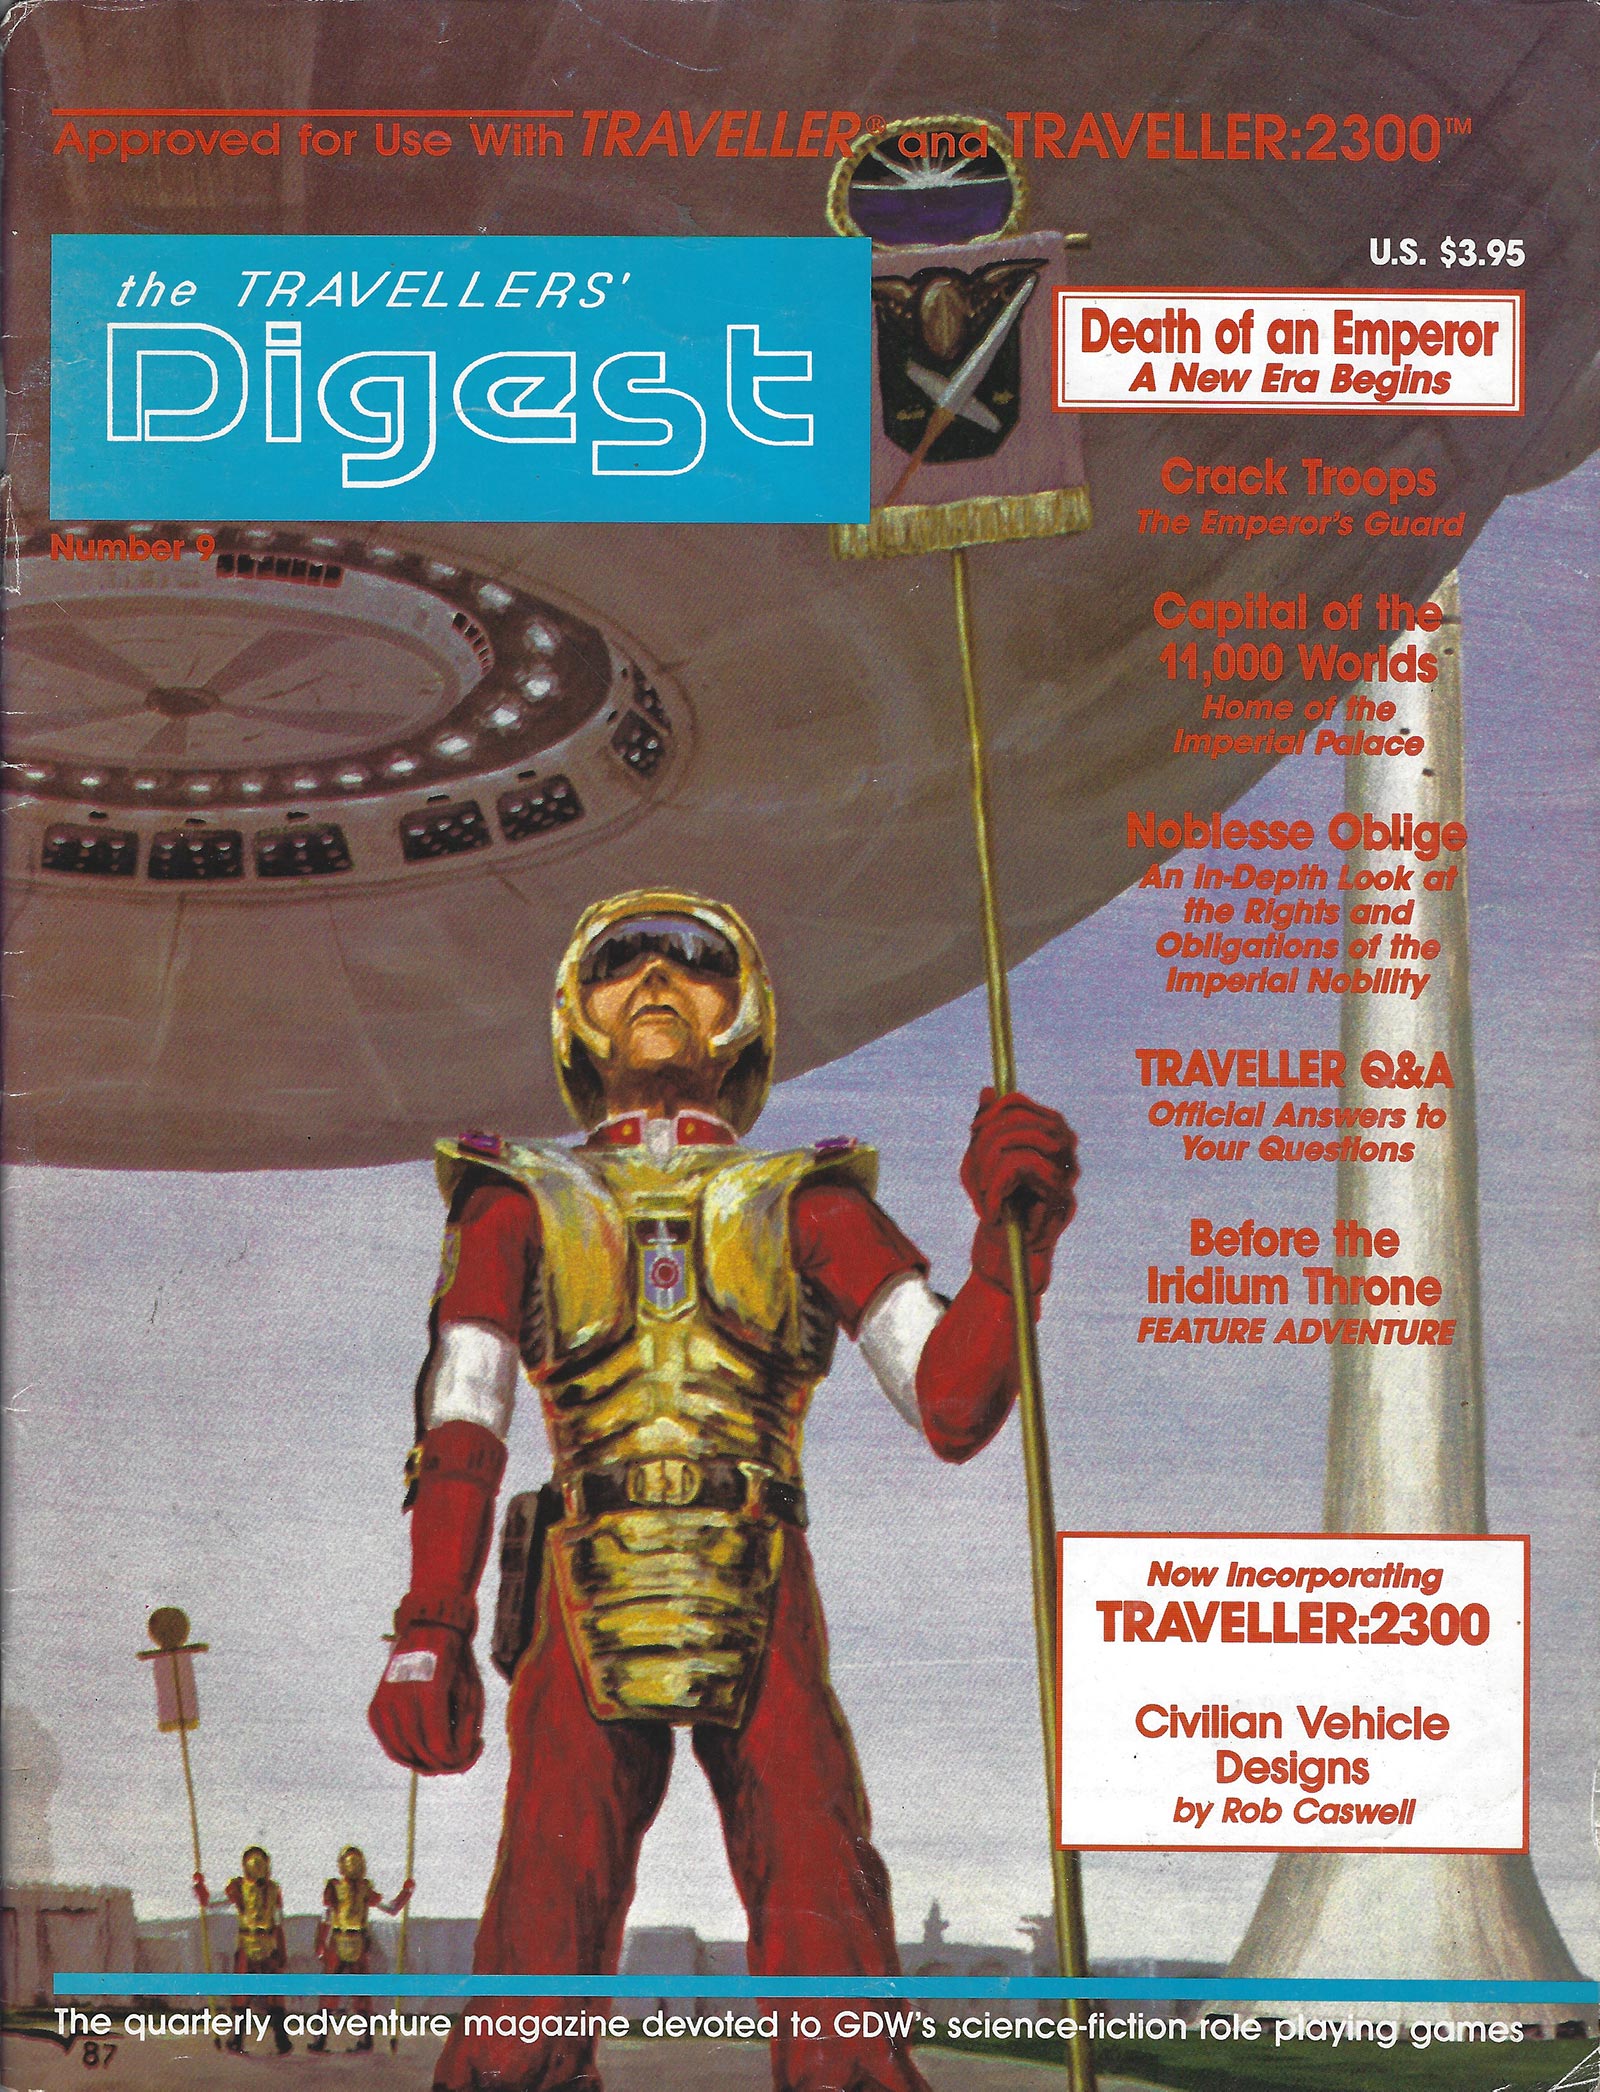 Approved for Use With TRAVELLER® and TRAVELLER:2300™
the TRAVELLERS'
Digest
Number 9
U.S. $3.95
Death of an Emperor
A New Era Begins
Crack Troops
The Emperor's Guard
Capital of the
11,000 Worlds
Home of the
Imperial Palace
Noblesse Oblige
An In-Depth Look at
the Rights and
Obligations of the
Imperial Nobility
TRAVELLER Q&A
Official Answers to
Your Questions
Before the
Iridium Throne
FEATURE ADVENTURE
Now Incorporating
TRAVELLER:2300
Civilian Vehicle
Designs
by Rob Caswell
The quarterly adventure magazine devoted to GDW's science-fiction role playing games
87